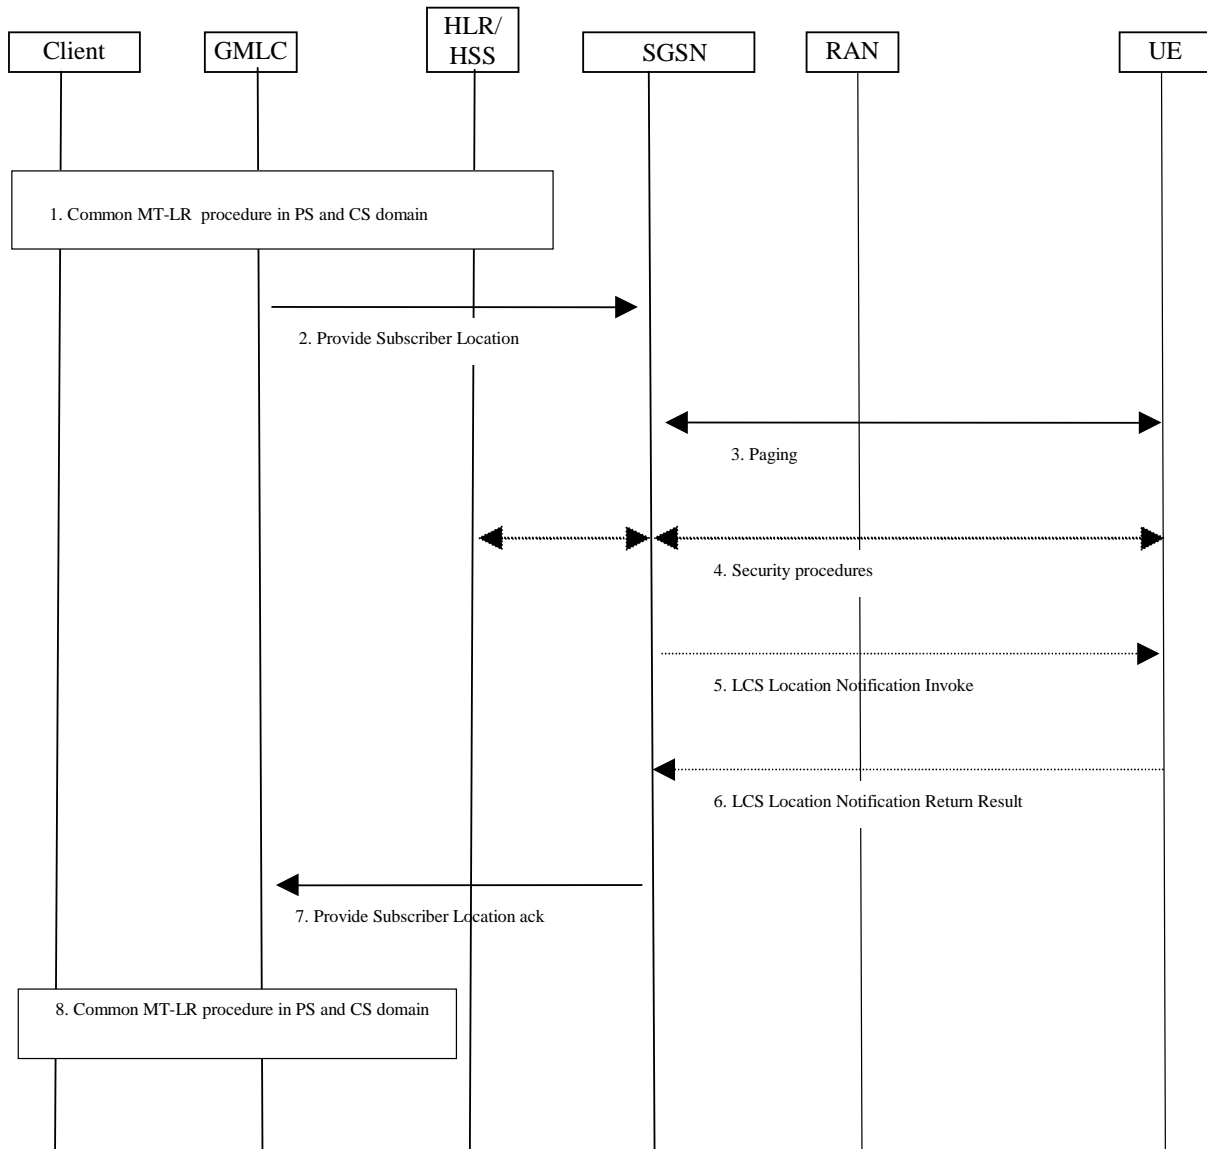 Client
GMLC
HLR/
HSS
SGSN
RAN
UE
1. Common MT-LR procedure in PS and CS domain
2. Provide Subscriber Location
3. Paging
4. Security procedures
5. LCS Location Notification Invoke
6. LCS Location Notification Return Result
7. Provide Subscriber Location ack
8. Common MT-LR procedure in PS and CS domain